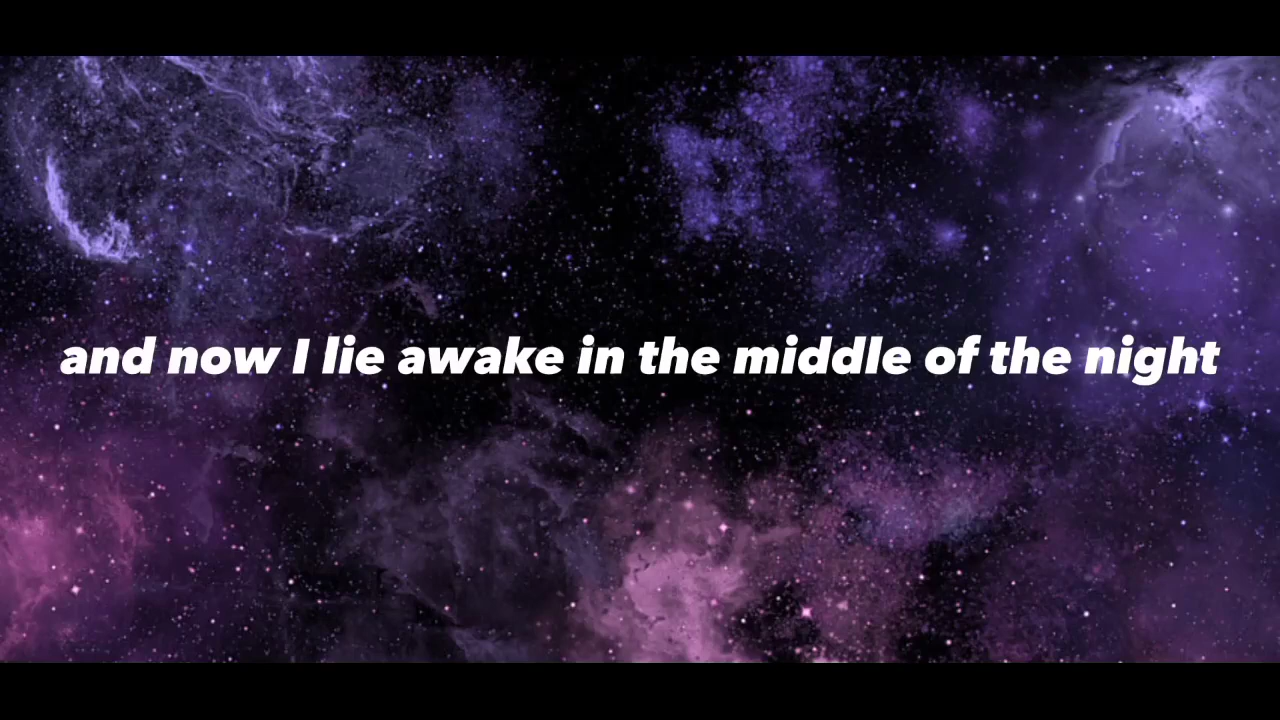 and now I lie awake in the middle of the night